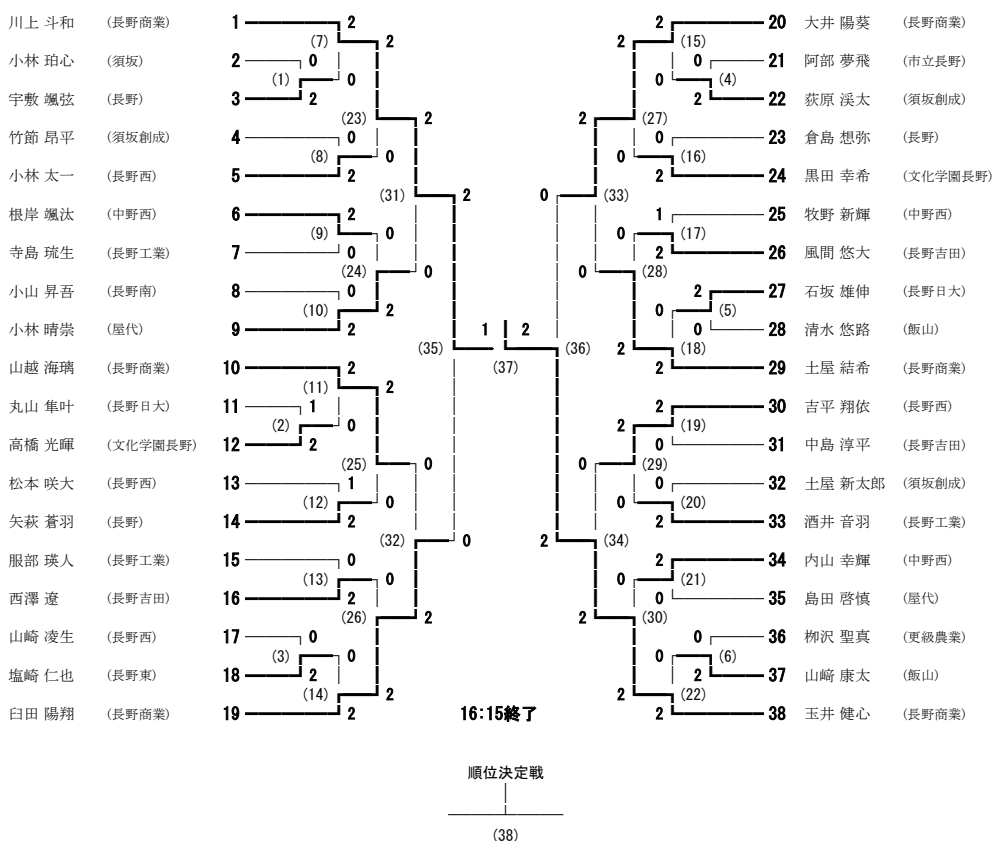 川上 斗和 (長野商業) 1
小林 珀心 (須坂) 2
宇敷 颯弦 (長野) 3
竹節 昂平 (須坂創成) 4
小林 太一 (長野西) 5
根岸 颯汰 (中野西) 6
寺島 琉生 (長野工業) 7
小山 昇吾 (長野南) 8
小林 晴崇 (屋代) 9
山越 海璃 (長野商業) 10
丸山 隼叶 (長野日大) 11
高橋 光暉 (文化学園長野) 12
松本 咲大 (長野西) 13
矢萩 蒼羽 (長野) 14
服部 瑛人 (長野工業) 15
西澤 遼 (長野吉田) 16
山崎 凌生 (長野西) 17
塩崎 仁也 (長野東) 18
臼田 陽翔 (長野商業) 19
(1) 0 2
(2) 1 2
(3) 0 2
(7) 2 0
(8) 0 2
(9) 2 0
(10) 0 2
(11) 2 0
(12) 1 2
(13) 0 2
(14) 0 2
(23) 2 0
(24) 0 2
(25) 2 0
(26) 0 2
(31) 2 0
(32) 0 2
(35) 2 0
1 2
(37)
(36) 0 2
(33) 2 0
(34) 0 2
(27) 2 0
(28) 0 2
(29) 2 0
(30) 0 2
(15) 2 0
(16) 0 2
(17) 1 2
(18) 0 2
(19) 2 0
(20) 0 2
(21) 2 0
(22) 0 2
(4) 0 2
(5) 2 0
(6) 0 2
20 大井 陽葵 (長野商業)
21 阿部 夢飛 (市立長野)
22 荻原 渓太 (須坂創成)
23 倉島 想弥 (長野)
24 黒田 幸希 (文化学園長野)
25 牧野 新輝 (中野西)
26 風間 悠大 (長野吉田)
27 石坂 雄伸 (長野日大)
28 清水 悠路 (飯山)
29 土屋 結希 (長野商業)
30 吉平 翔依 (長野西)
31 中島 淳平 (長野吉田)
32 土屋 新太郎 (須坂創成)
33 酒井 音羽 (長野工業)
34 内山 幸輝 (中野西)
35 島田 啓慎 (屋代)
36 栁沢 聖真 (更級農業)
37 山﨑 康太 (飯山)
38 玉井 健心 (長野商業)
16:15終了
順位決定戦
(38)